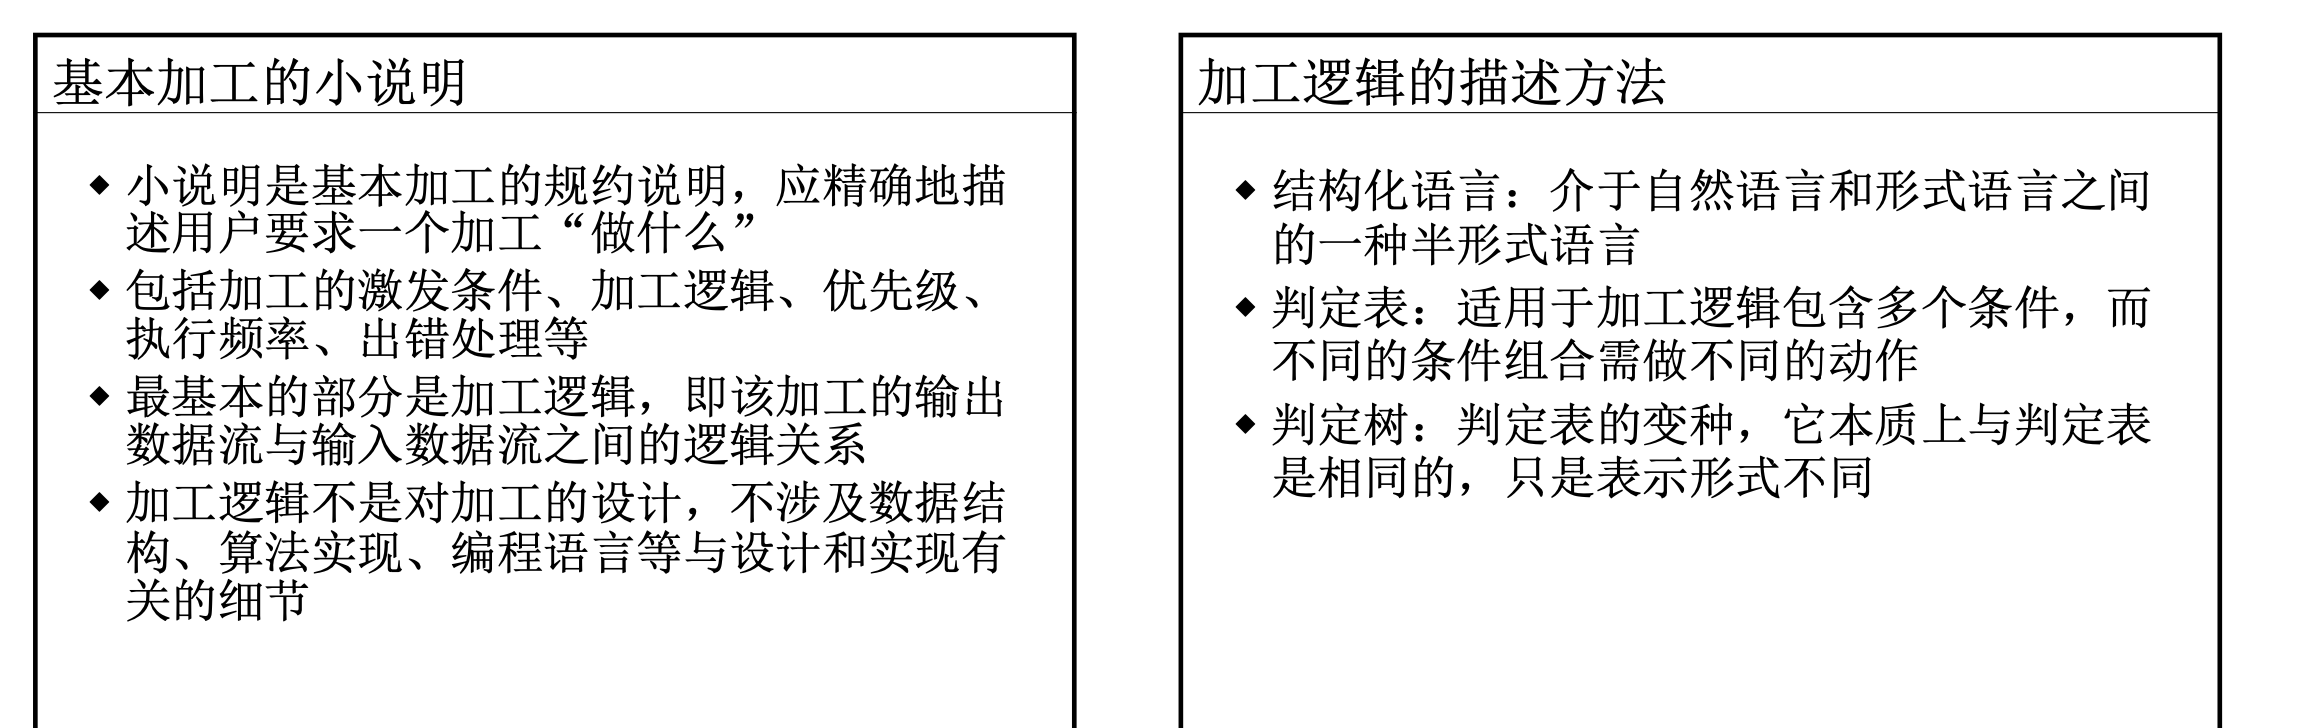 基本加工的小说明
◆ 小说明是基本加工的规约说明，应精确地描
述用户要求一个加工“做什么”
◆ 包括加工的激发条件、加工逻辑、优先级、
执行频率、出错处理等
◆ 最基本的部分是加工逻辑，即该加工的输出
数据流与输入数据流之间的逻辑关系
◆ 加工逻辑不是对加工的设计，不涉及数据结
构、算法实现、编程语言等与设计和实现有
关的细节
加工逻辑的描述方法
◆ 结构化语言：介于自然语言和形式语言之间
的一种半形式语言
◆ 判定表：适用于加工逻辑包含多个条件，而
不同的条件组合需做不同的动作
◆ 判定树：判定表的变种，它本质上与判定表
是相同的，只是表示形式不同